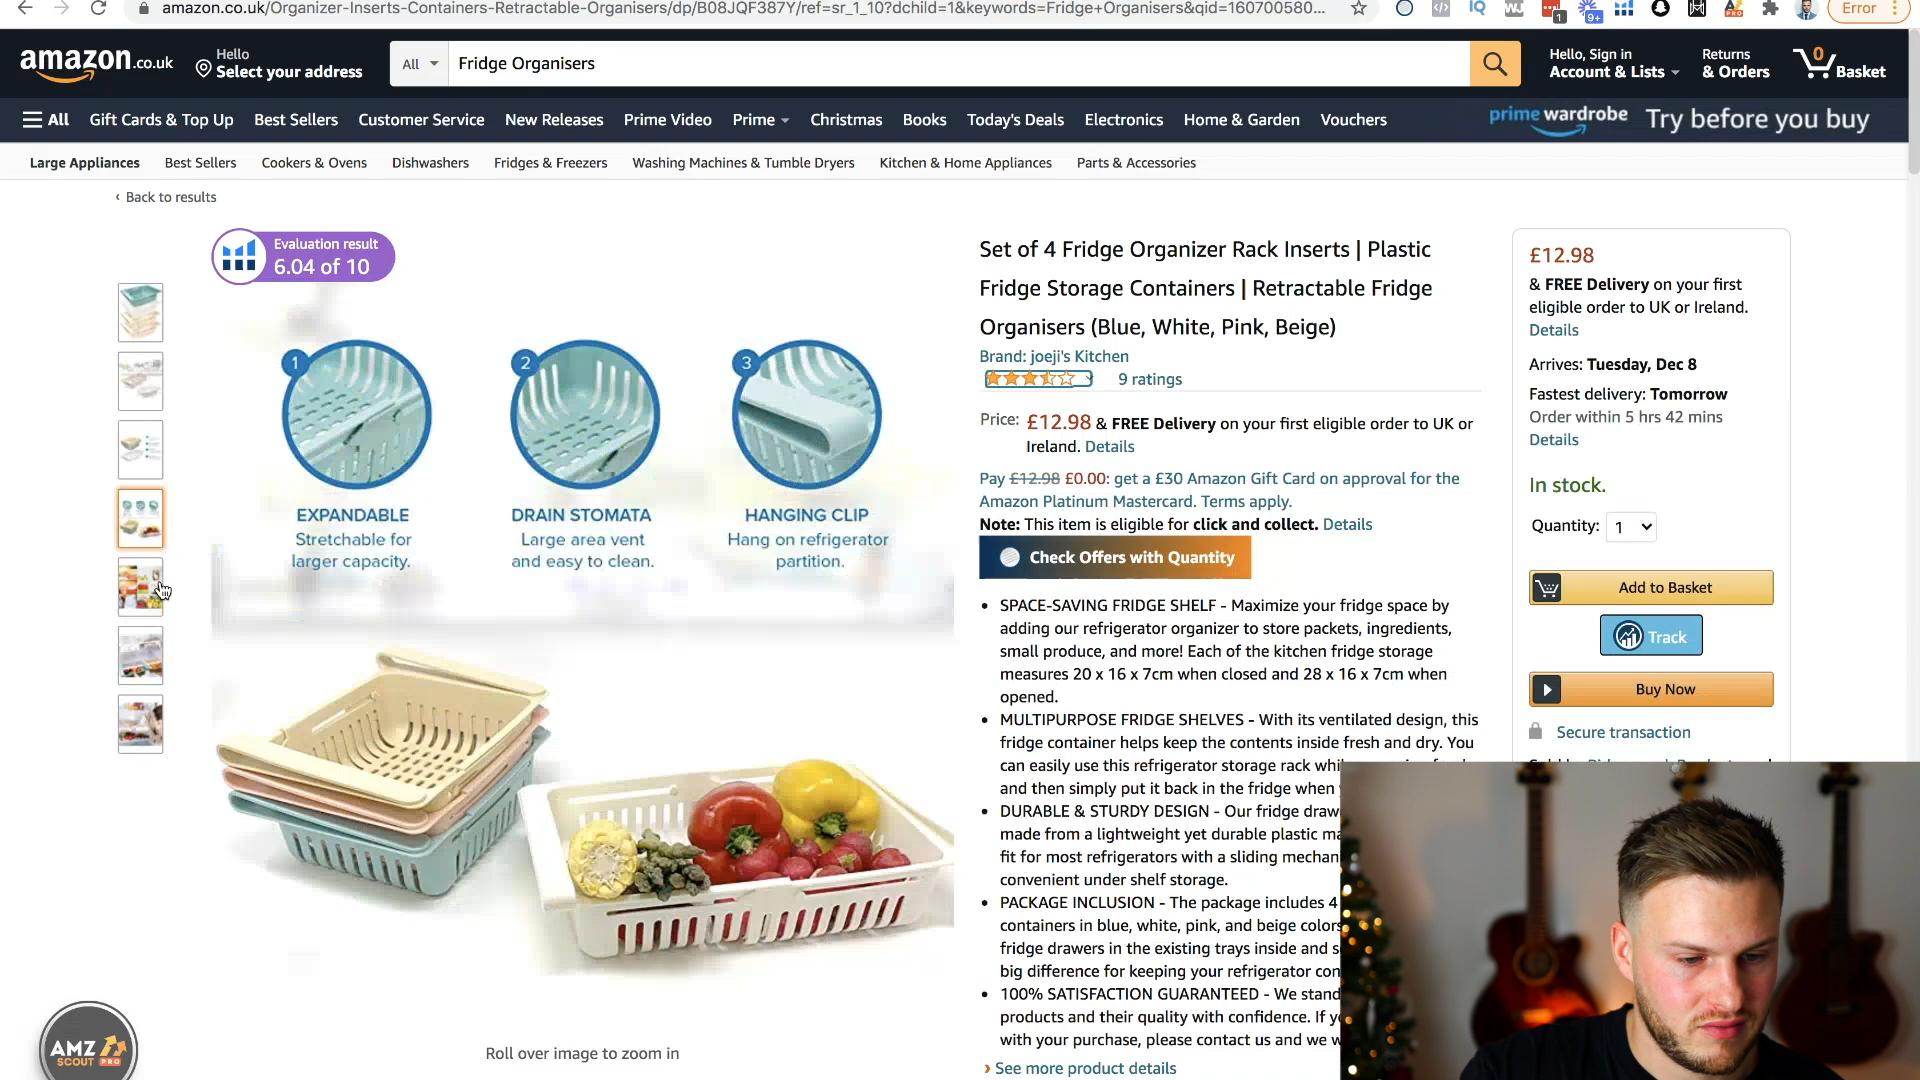 amazon.co.uk/Organizer-Inserts-Containers-Retractable-Organisers/dp/B08JQF387Y/ref=sr_1_10?dchild=1&keywords=Fridge+Organisers&qid=160700580...
IQ
1
9+
Error
amazon.co.uk
Hello
Select your address
All
Fridge Organisers
Hello, Sign in
Account & Lists
Returns
& Orders
0
Basket
All
Gift Cards & Top Up
Best Sellers
Customer Service
New Releases
Prime Video
Prime
Christmas
Books
Today's Deals
Electronics
Home & Garden
Vouchers
prime wardrobe
Try before you buy
Large Appliances
Best Sellers
Cookers & Ovens
Dishwashers
Fridges & Freezers
Washing Machines & Tumble Dryers
Kitchen & Home Appliances
Parts & Accessories
‹ Back to results
Evaluation result
6.04 of 10
1
2
3
EXPANDABLE
Stretchable for
larger capacity.
DRAIN STOMATA
Large area vent
and easy to clean.
HANGING CLIP
Hang on refrigerator
partition.
Roll over image to zoom in
AMZ
SCOUT PRO
Set of 4 Fridge Organizer Rack Inserts | Plastic
Fridge Storage Containers | Retractable Fridge
Organisers (Blue, White, Pink, Beige)
Brand: joeji's Kitchen
9 ratings
Price: £12.98 & FREE Delivery on your first eligible order to UK or
Ireland. Details
Pay £12.98 £0.00: get a £30 Amazon Gift Card on approval for the
Amazon Platinum Mastercard. Terms apply.
Note: This item is eligible for click and collect. Details
Check Offers with Quantity
• SPACE-SAVING FRIDGE SHELF - Maximize your fridge space by
adding our refrigerator organizer to store packets, ingredients,
small produce, and more! Each of the kitchen fridge storage
measures 20 x 16 x 7cm when closed and 28 x 16 x 7cm when
opened.
• MULTIPURPOSE FRIDGE SHELVES - With its ventilated design, this
fridge container helps keep the contents inside fresh and dry. You
can easily use this refrigerator storage rack
and then simply put it back in the fridge when
• DURABLE & STURDY DESIGN - Our fridge
made from a lightweight yet durable plastic
fit for most refrigerators with a sliding
convenient under shelf storage.
• PACKAGE INCLUSION - The package includes 4
containers in blue, white, pink, and beige colors
fridge drawers in the existing trays inside and
big difference for keeping your refrigerator
• 100% SATISFACTION GUARANTEED - We stand
products and their quality with confidence. If
with your purchase, please contact us and we
› See more product details
£12.98
& FREE Delivery on your first
eligible order to UK or Ireland.
Details
Arrives: Tuesday, Dec 8
Fastest delivery: Tomorrow
Order within 5 hrs 42 mins
Details
In stock.
Quantity: 1
Add to Basket
Track
Buy Now
Secure transaction